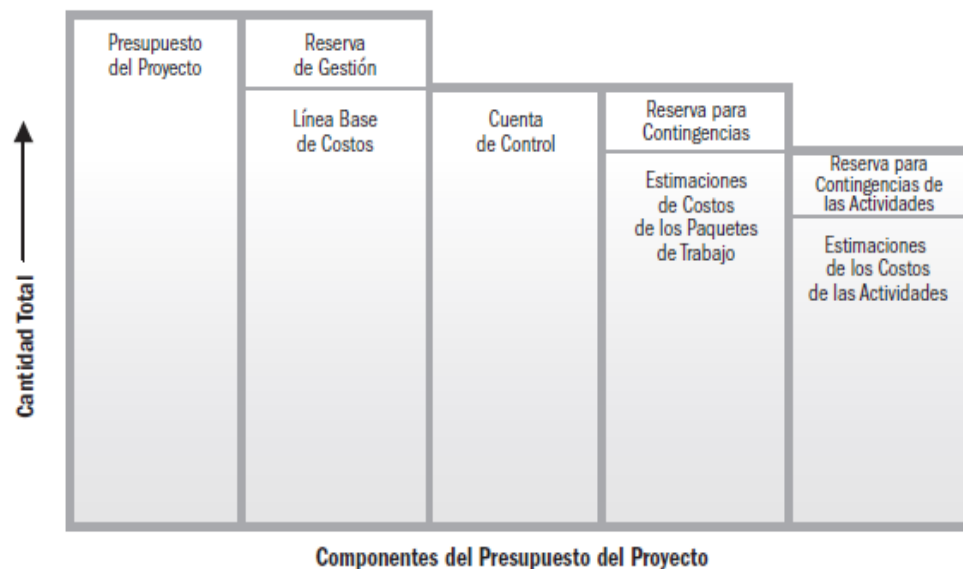 Presupuesto
del Proyecto
Reserva
de Gestión
Línea Base
de Costos
Cuenta
de Control
Reserva para
Contingencias
Estimaciones
de Costos
de los Paquetes
de Trabajo
Reserva para
Contingencias de
las Actividades
Estimaciones
de los Costos
de las Actividades
Cantidad Total
Componentes del Presupuesto del Proyecto